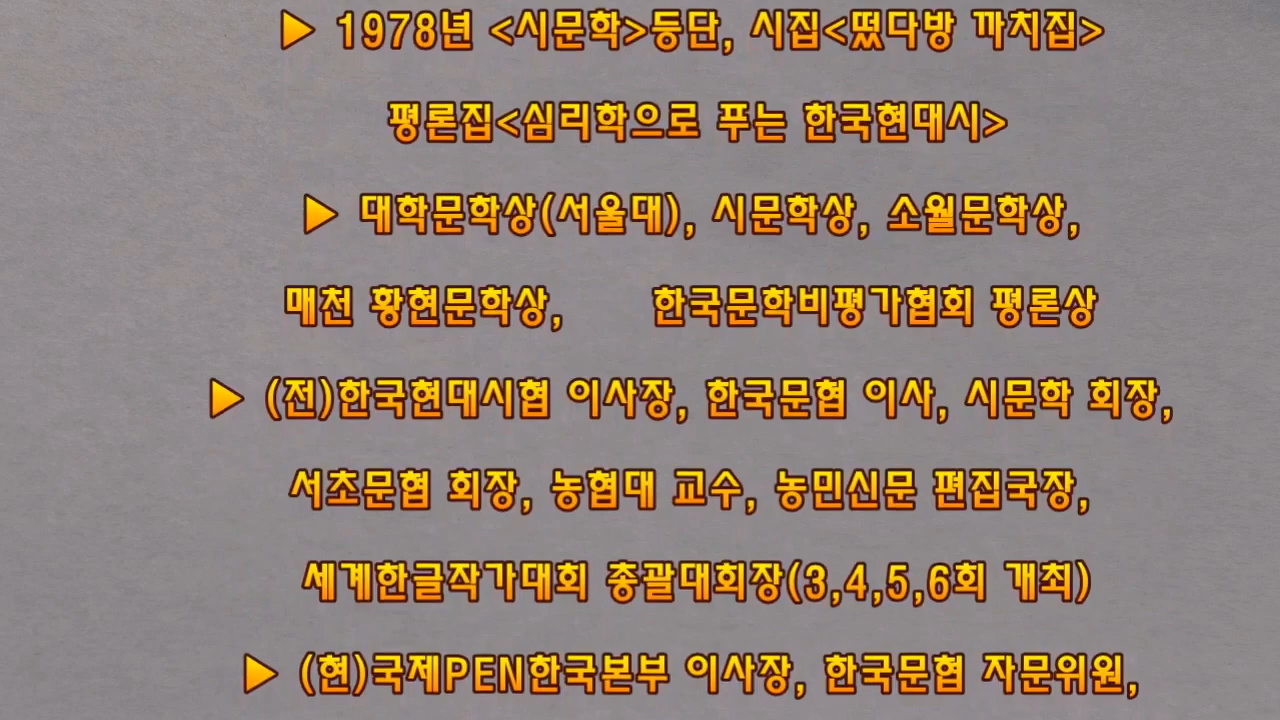 ▶ 1978년 <시문학>등단, 시집<떴다방 까치집>
평론집<심리학으로 푸는 한국현대시>
▶ 대학문학상(서울대), 시문학상, 소월문학상,
매천 황현문학상, 한국문학비평가협회 평론상
▶ (전)한국현대시협 이사장, 한국문협 이사, 시문학 회장,
서초문협 회장, 농협대 교수, 농민신문 편집국장,
세계한글작가대회 총괄대회장(3,4,5,6회 개최)
▶ (현)국제PEN한국본부 이사장, 한국문협 자문위원,